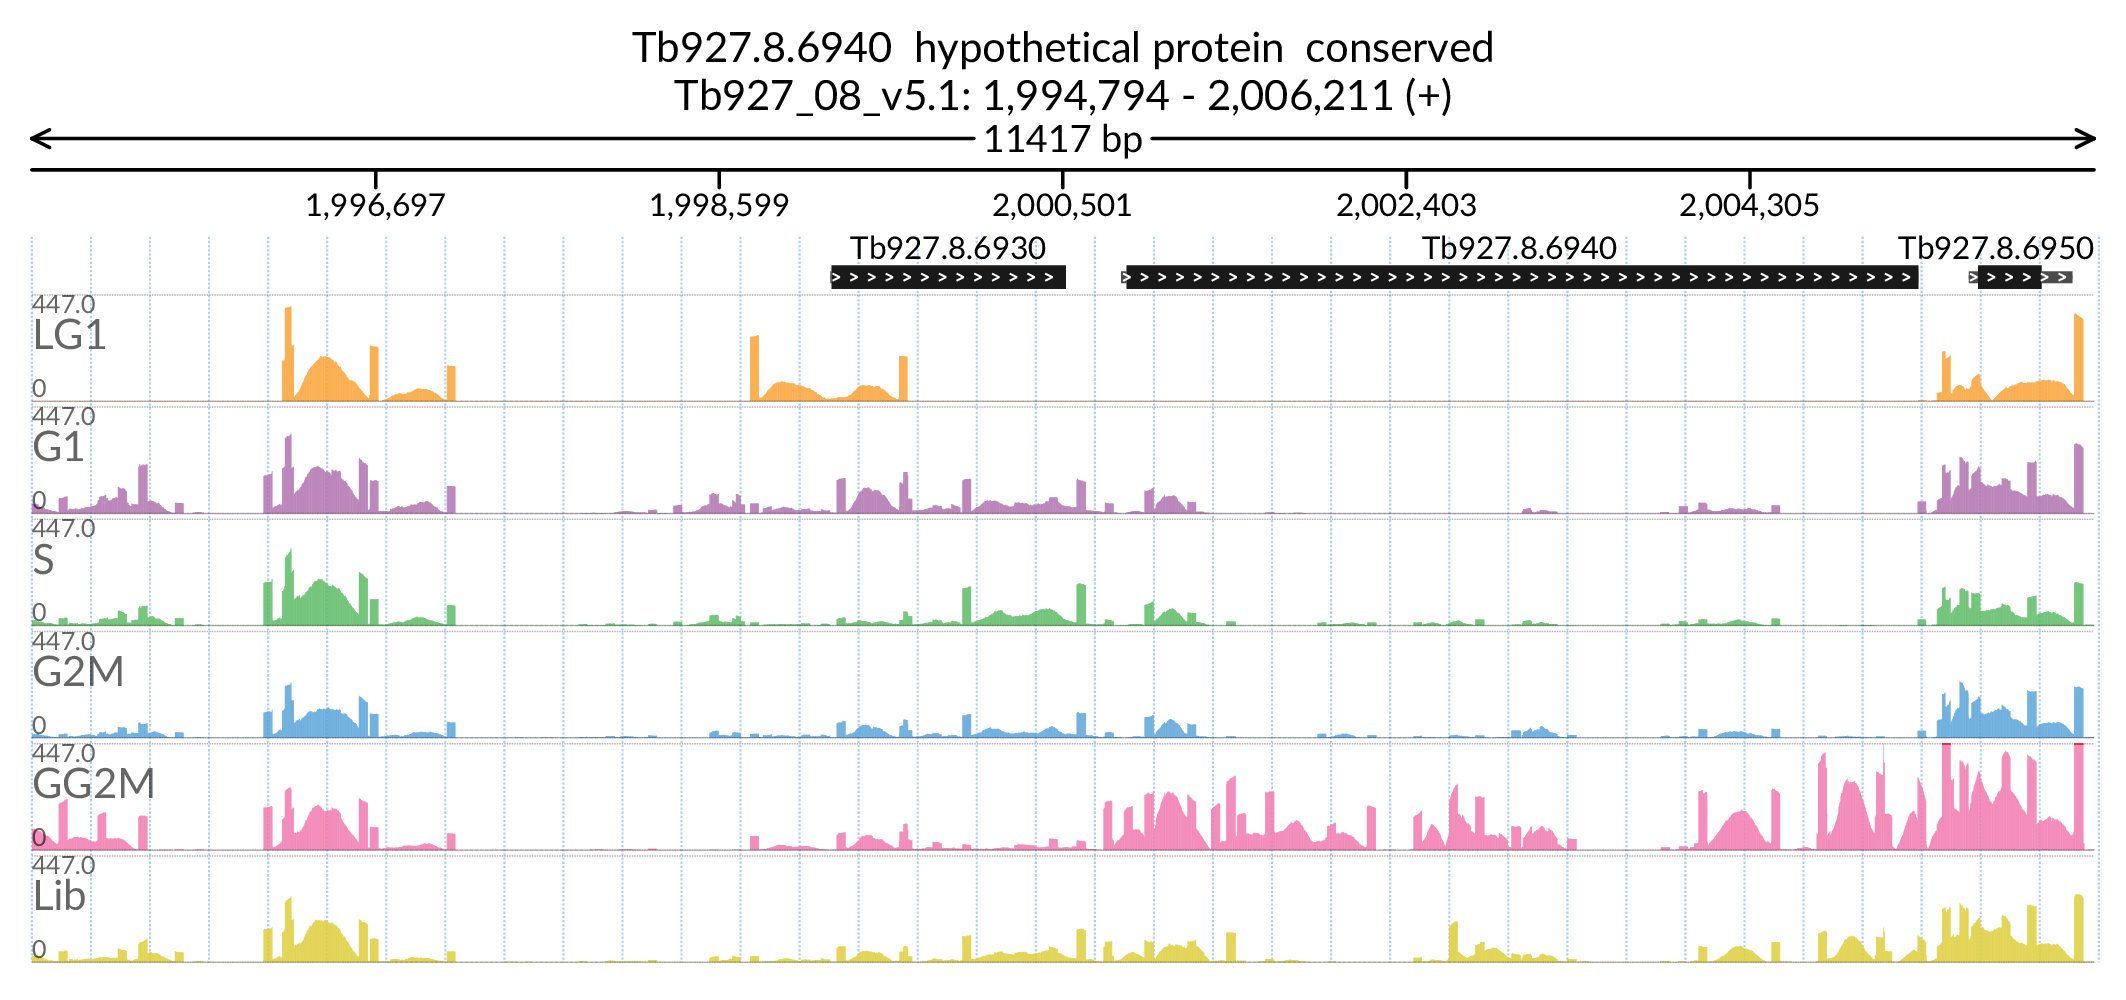 Tb927.8.6940  hypothetical protein  conserved
Tb927_08_v5.1: 1,994,794 - 2,006,211 (+)
11417 bp
1,996,697 1,998,599 2,000,501 2,002,403 2,004,305
Tb927.8.6930 Tb927.8.6940 Tb927.8.6950
447.0
LG1
0
447.0
G1
0
447.0
S
0
447.0
G2M
0
447.0
GG2M
0
447.0
Lib
0